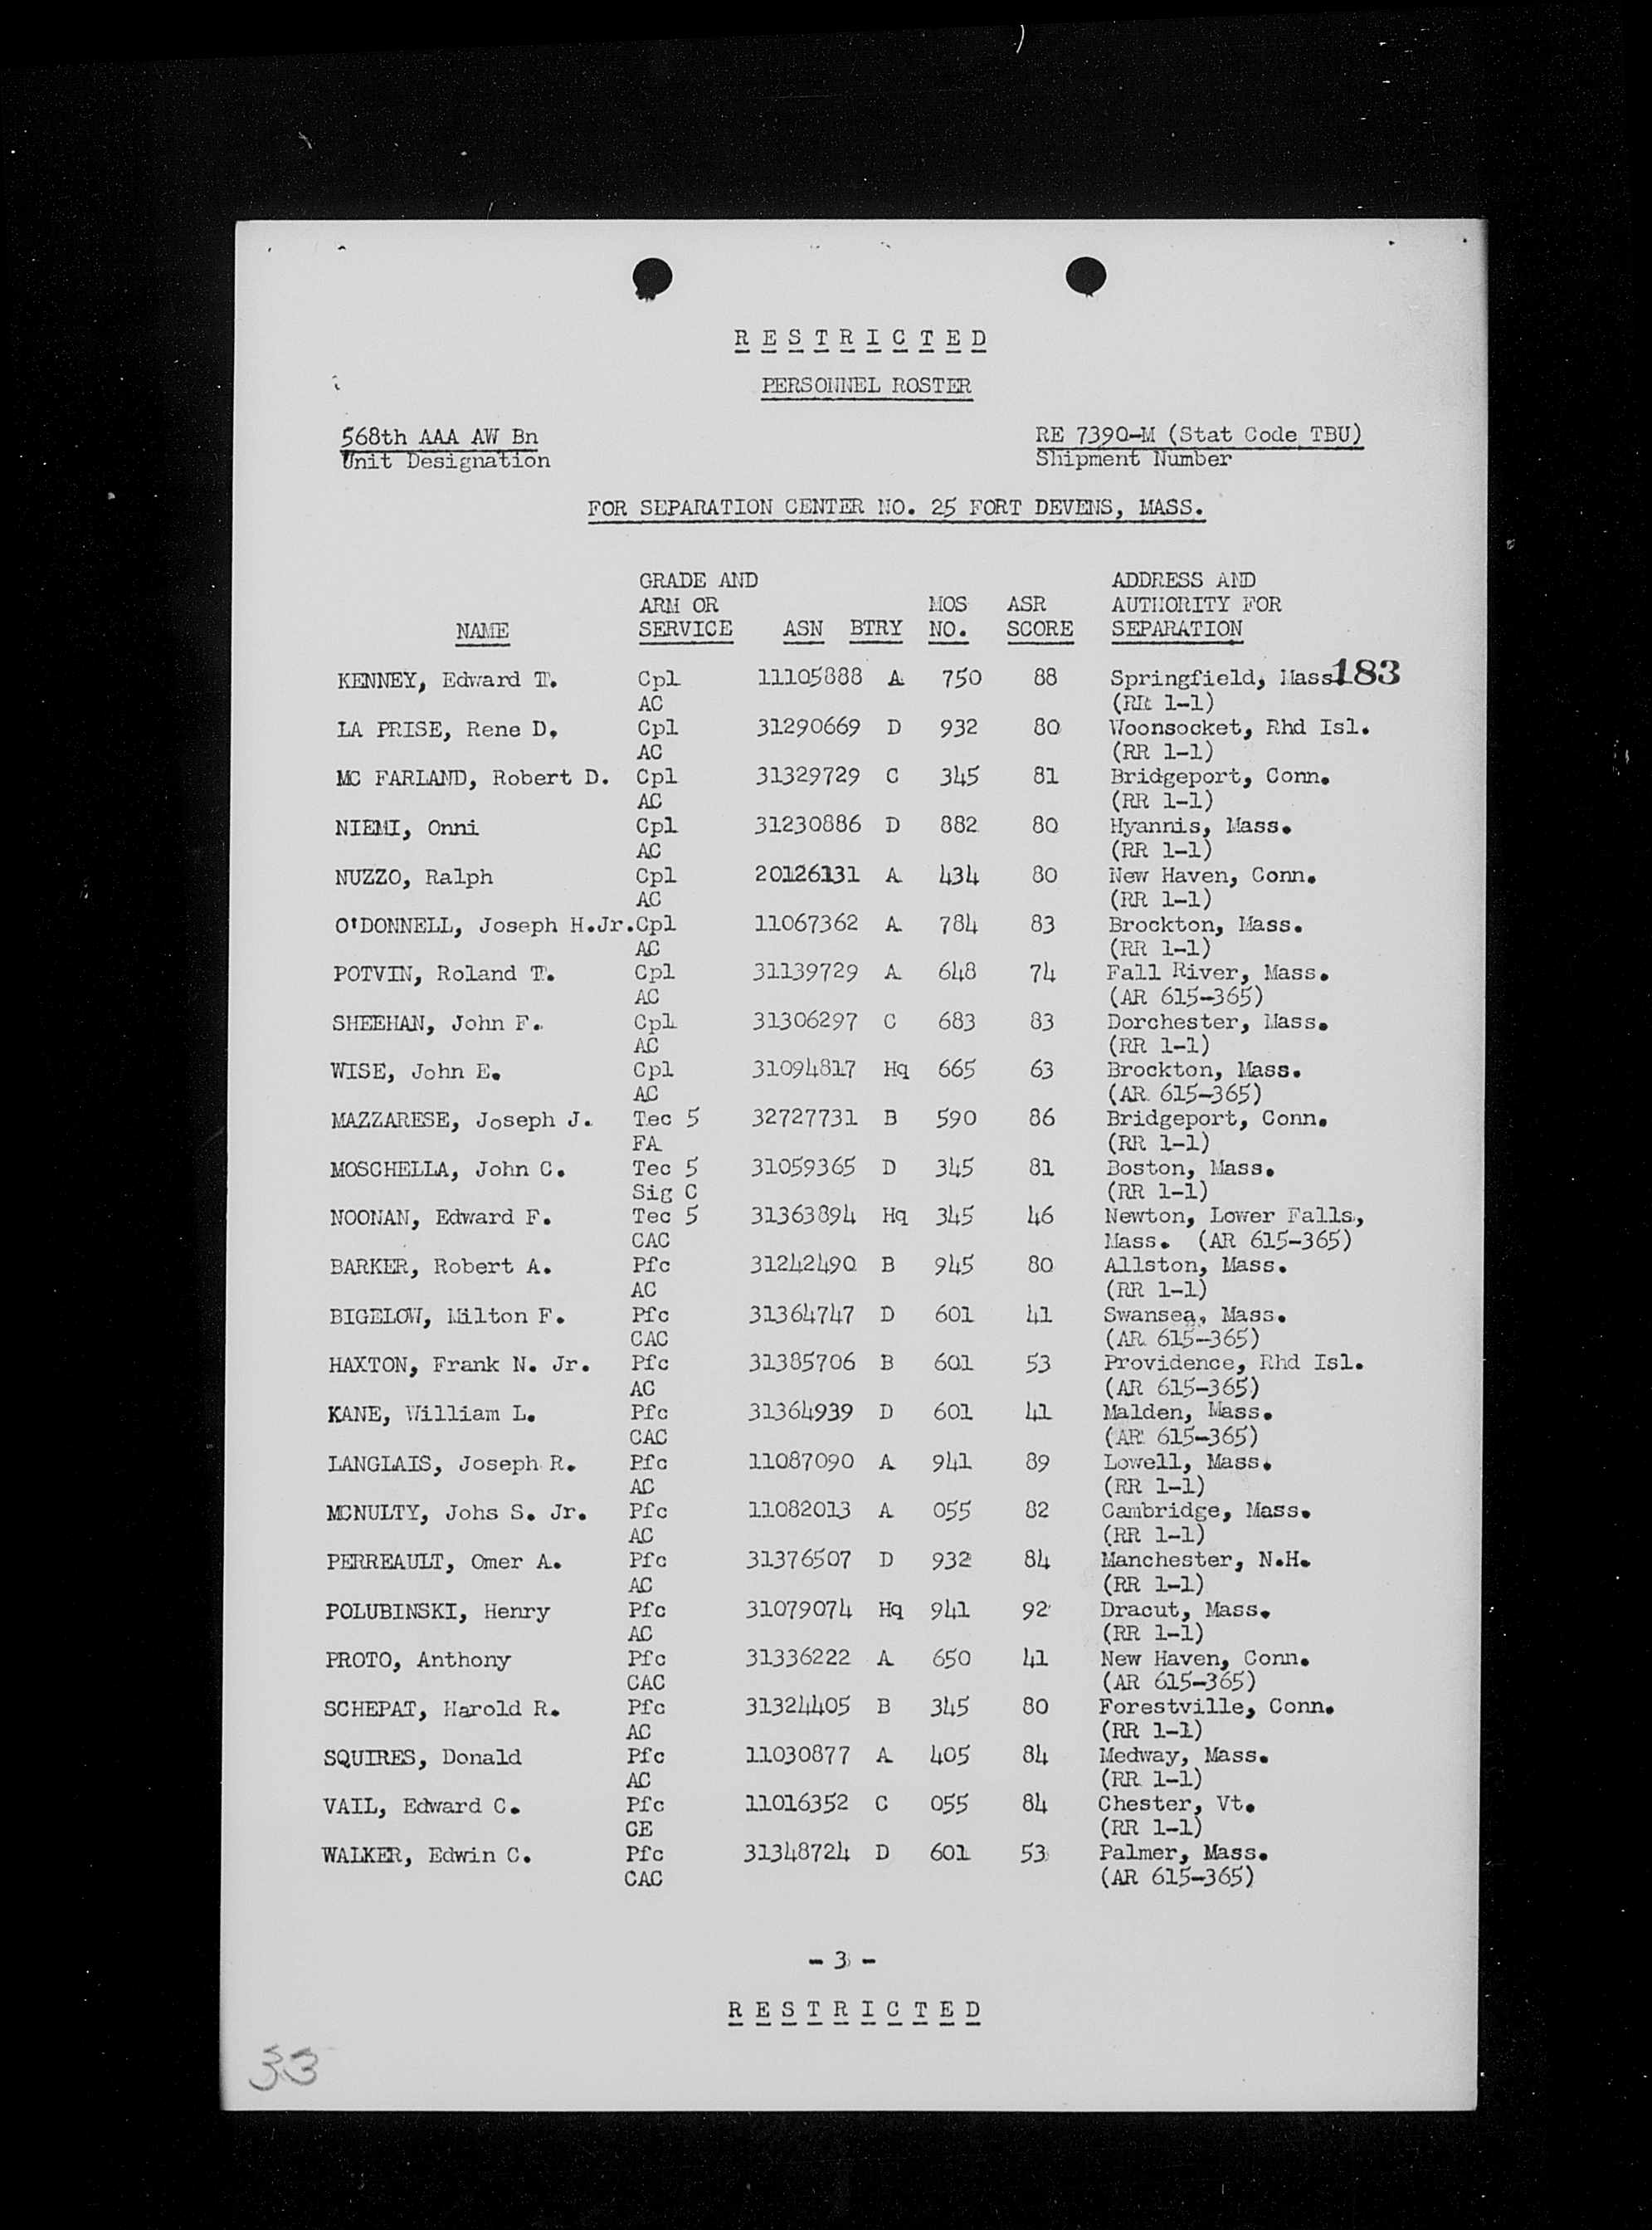 R E S T R I C T E D
PERSONNEL ROSTER
568th AAA AW Bn RE 7390-M (Stat Code TBU)
Unit Designation Shipment Number
FOR SEPARATION CENTER NO. 25 FORT DEVENS, MASS.
GRADE AND ADDRESS AND
ARM OR MOS ASR AUTHORITY FOR
NAME SERVICE ASN BTRY NO. SCORE SEPARATION
KENNEY, Edward T. Cpl 11105888 A 750 88 Springfield, Mass. 183
AC (RR 1-1)
LA PRISE, Rene D. Cpl 31290669 D 932 80 Woonsocket, Rhd Isl.
AC (RR 1-1)
MC FARLAND, Robert D. Cpl 31329729 C 345 81 Bridgeport, Conn.
AC (RR 1-1)
NIEMI, Onni Cpl 31230886 D 882 80 Hyannis, Mass.
AC (RR 1-1)
NUZZO, Ralph Cpl 20126131 A 434 80 New Haven, Conn.
AC (RR 1-1)
O'DONNELL, Joseph H.Jr.Cpl 11067362 A 784 83 Brockton, Mass.
AC (RR 1-1)
POTVIN, Roland T. Cpl 31139729 A 648 74 Fall River, Mass.
AC (AR 615-365)
SHEEHAN, John F. Cpl 31306297 C 683 83 Dorchester, Mass.
AC (RR 1-1)
WISE, John E. Cpl 31094817 Hq 665 63 Brockton, Mass.
AC (AR 615-365)
MAZZARESE, Joseph J. Tec 5 32727731 B 590 86 Bridgeport, Conn.
FA (RR 1-1)
MOSCHELLA, John C. Tec 5 31059365 D 345 81 Boston, Mass.
Sig C (RR 1-1)
NOONAN, Edward F. Tec 5 31363894 Hq 345 46 Newton, Lower Falls,
CAC Mass. (AR 615-365)
BARKER, Robert A. Pfc 31242490 B 945 80 Allston, Mass.
AC (RR 1-1)
BIGELOW, Milton F. Pfc 31364747 D 601 41 Swansea, Mass.
CAC (AR 615-365)
HAXTON, Frank N. Jr. Pfc 31385706 B 601 53 Providence, Rhd Isl.
AC (AR 615-365)
KANE, William L. Pfc 31364939 D 601 41 Malden, Mass.
CAC (AR 615-365)
LANGLAIS, Joseph R. Pfc 11087090 A 941 89 Lowell, Mass.
AC (RR 1-1)
MCNULTY, Johs S. Jr. Pfc 11082013 A 055 82 Cambridge, Mass.
AC (RR 1-1)
PERREAULT, Omer A. Pfc 31376507 D 932 84 Manchester, N.H.
AC (RR 1-1)
POLUBINSKI, Henry Pfc 31079074 Hq 941 92 Dracut, Mass.
AC (RR 1-1)
PROTO, Anthony Pfc 31336222 A 650 41 New Haven, Conn.
CAC (AR 615-365)
SCHEPAT, Harold R. Pfc 31324405 B 345 80 Forestville, Conn.
AC (RR 1-1)
SQUIRES, Donald Pfc 11030877 A 405 84 Medway, Mass.
AC (RR 1-1)
VAIL, Edward C. Pfc 11016352 C 055 84 Chester, Vt.
CE (RR 1-1)
WALKER, Edwin C. Pfc 31348724 D 601 53 Palmer, Mass.
CAC (AR 615-365)
- 3 -
R E S T R I C T E D
33